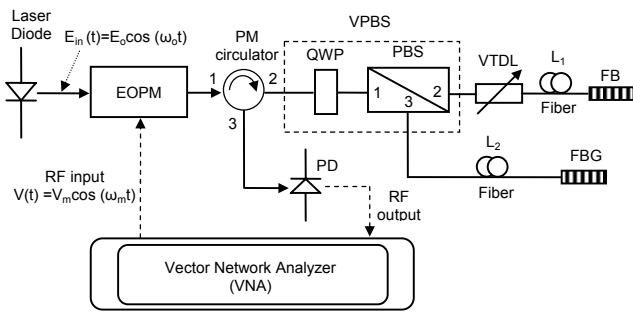 Laser
Diode
E_in (t)=E_o cos (ω_o t)
EOPM
PM
circulator
1
2
3
VPBS
QWP
PBS
1
2
3
VTDL
L₁
Fiber
FB
L₂
Fiber
FBG
RF input
V(t) =V_m cos (ω_m t)
PD
RF
output
Vector Network Analyzer
(VNA)